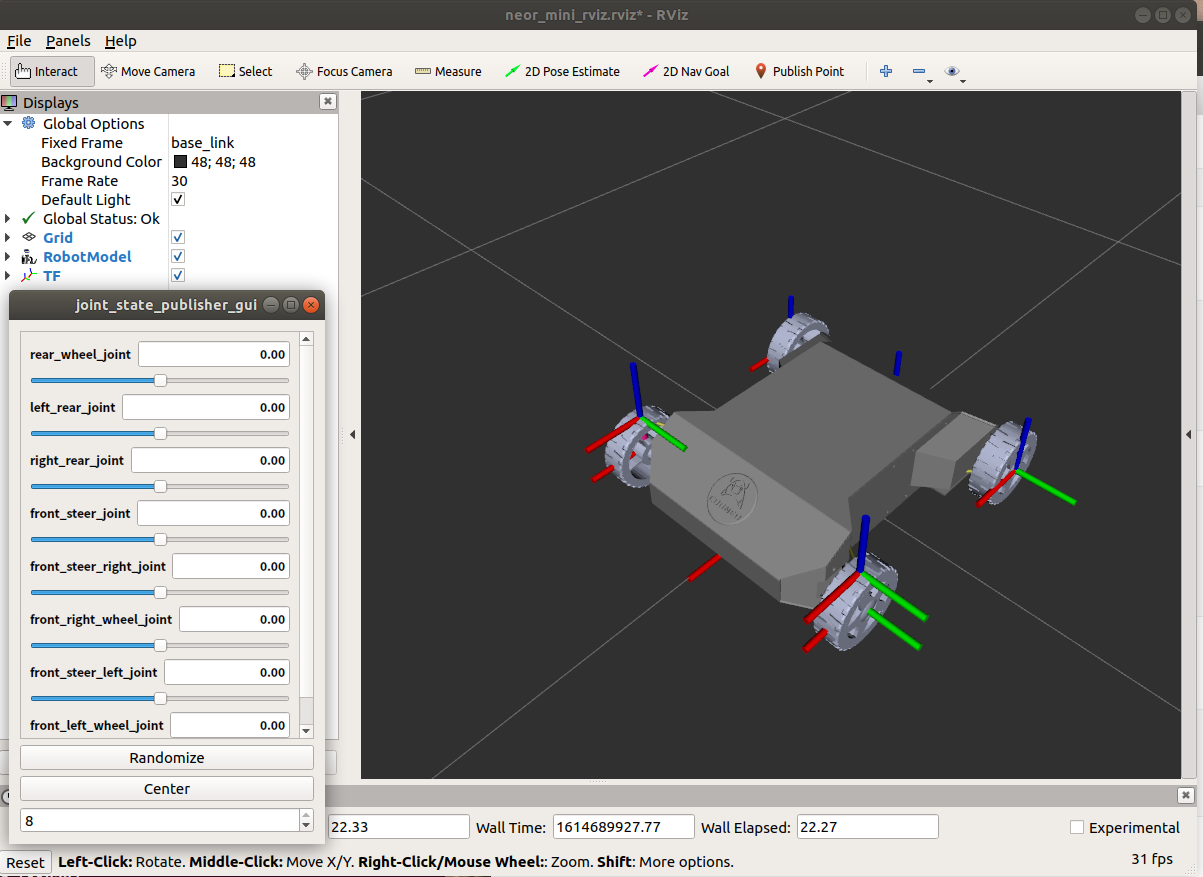 neor_mini_rviz.rviz* - RViz
File Panels Help
Interact Move Camera Select Focus Camera Measure 2D Pose Estimate 2D Nav Goal Publish Point
Displays
Global Options
Fixed Frame base_link
Background Color 48; 48; 48
Frame Rate 30
Default Light
Global Status: Ok
Grid
RobotModel
TF
joint_state_publisher_gui
rear_wheel_joint 0.00
left_rear_joint 0.00
right_rear_joint 0.00
front_steer_joint 0.00
front_steer_right_joint 0.00
front_right_wheel_joint 0.00
front_steer_left_joint 0.00
front_left_wheel_joint 0.00
Randomize
Center
8
22.33 Wall Time: 1614689927.77 Wall Elapsed: 22.27 Experimental
Reset Left-Click: Rotate. Middle-Click: Move X/Y. Right-Click/Mouse Wheel:: Zoom. Shift: More options. 31 fps